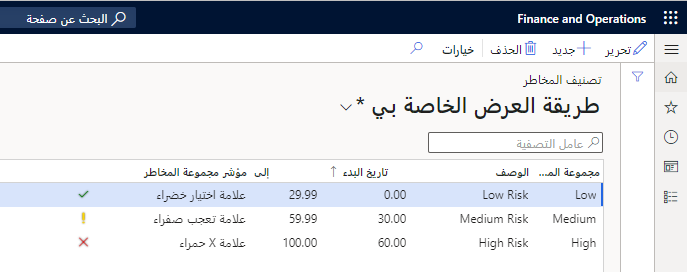 Finance and Operations
البحث عن صفحة
تحرير جديد الحذف خيارات
تصنيف المخاطر
طريقة العرض الخاصة بي *
عامل التصفية
مجموعة الم... الوصف تاريخ البدء ↑ إلى مؤشر مجموعة المخاطر
Low Low Risk 0.00 29.99 علامة اختيار خضراء
Medium Medium Risk 30.00 59.99 علامة تعجب صفراء
High High Risk 60.00 100.00 علامة X حمراء